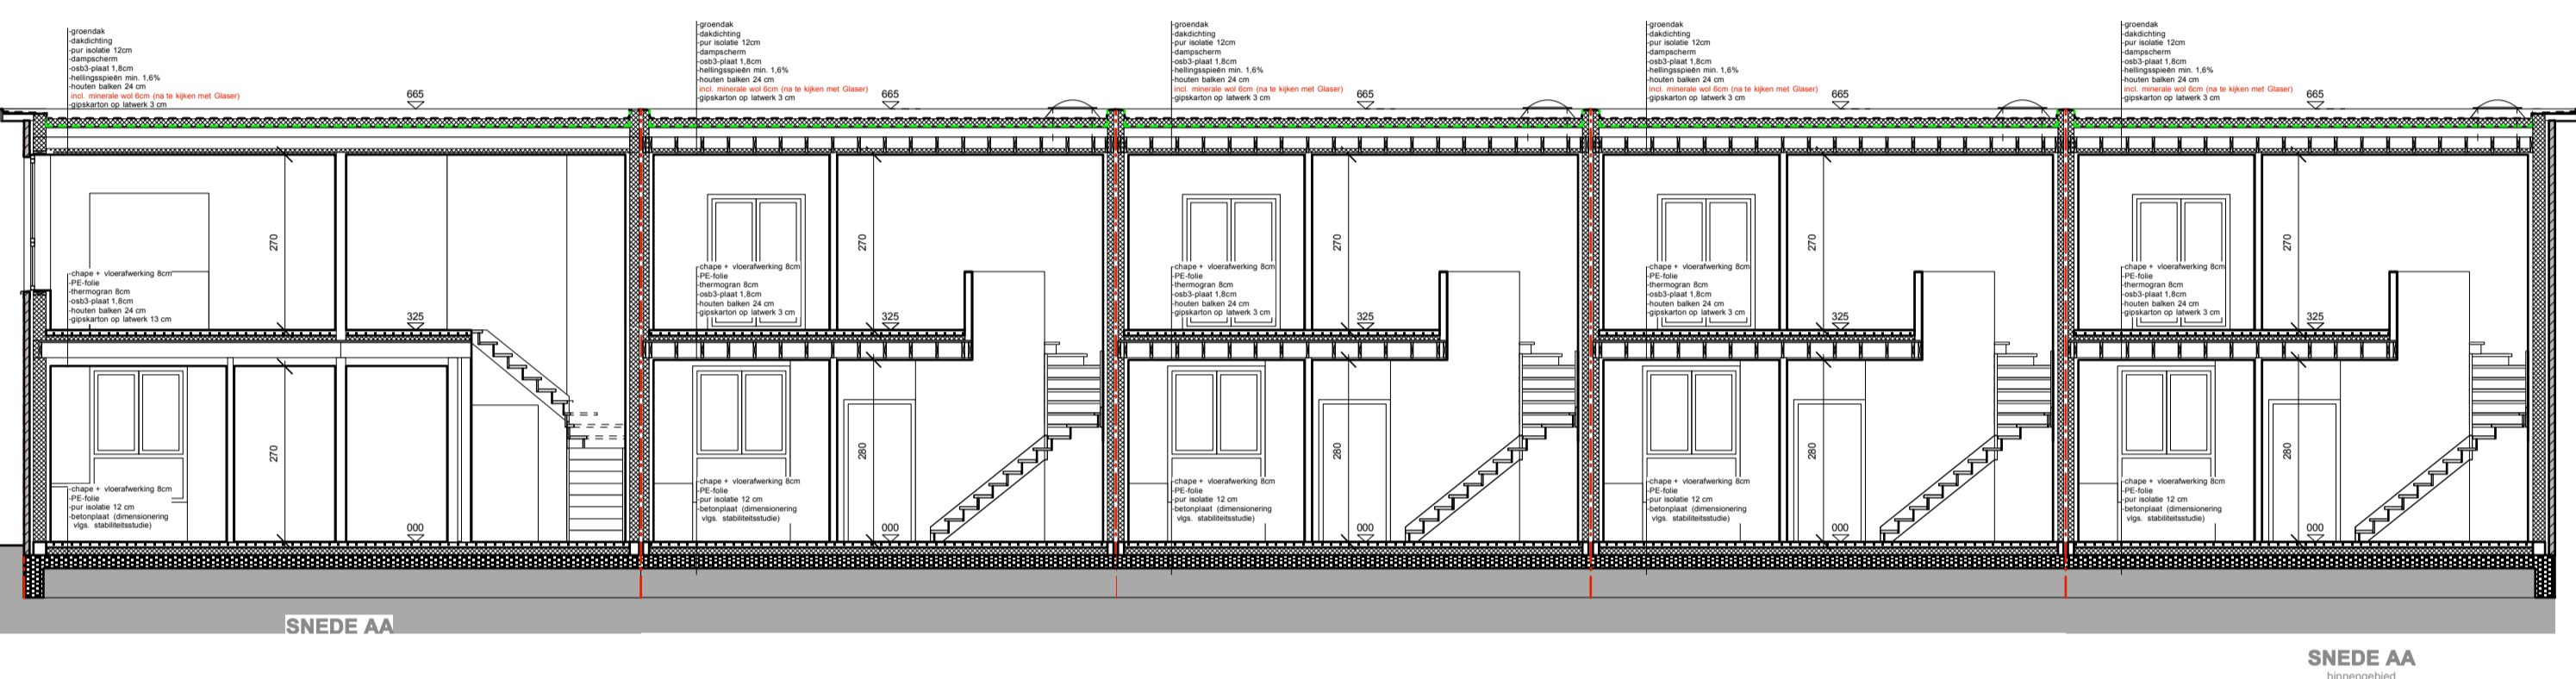 -groendak
-dakdichting
-pur isolatie 12cm
-dampscherm
-osb3-plaat 1,8cm
-hellingsspieën min. 1,6%
-houten balken 24 cm
incl. minerale wol 6cm (na te kijken met Glaser)
-gipskarton op latwerk 3 cm
665
-groendak
-dakdichting
-pur isolatie 12cm
-dampscherm
-osb3-plaat 1,8cm
-hellingsspieën min. 1,6%
-houten balken 24 cm
incl. minerale wol 6cm (na te kijken met Glaser)
-gipskarton op latwerk 3 cm
665
-groendak
-dakdichting
-pur isolatie 12cm
-dampscherm
-osb3-plaat 1,8cm
-hellingsspieën min. 1,6%
-houten balken 24 cm
incl. minerale wol 6cm (na te kijken met Glaser)
-gipskarton op latwerk 3 cm
665
-groendak
-dakdichting
-pur isolatie 12cm
-dampscherm
-osb3-plaat 1,8cm
-hellingsspieën min. 1,6%
-houten balken 24 cm
incl. minerale wol 6cm (na te kijken met Glaser)
-gipskarton op latwerk 3 cm
665
-groendak
-dakdichting
-pur isolatie 12cm
-dampscherm
-osb3-plaat 1,8cm
-hellingsspieën min. 1,6%
-houten balken 24 cm
incl. minerale wol 6cm (na te kijken met Glaser)
-gipskarton op latwerk 3 cm
665
270
270
270
270
270
-chape + vloerafwerking 8cm
-PE-folie
-thermogran 8cm
-osb3-plaat 1,8cm
-houten balken 24 cm
-gipskarton op latwerk 13 cm
325
-chape + vloerafwerking 8cm
-PE-folie
-thermogran 8cm
-osb3-plaat 1,8cm
-houten balken 24 cm
-gipskarton op latwerk 3 cm
325
-chape + vloerafwerking 8cm
-PE-folie
-thermogran 8cm
-osb3-plaat 1,8cm
-houten balken 24 cm
-gipskarton op latwerk 3 cm
325
-chape + vloerafwerking 8cm
-PE-folie
-thermogran 8cm
-osb3-plaat 1,8cm
-houten balken 24 cm
-gipskarton op latwerk 3 cm
325
-chape + vloerafwerking 8cm
-PE-folie
-thermogran 8cm
-osb3-plaat 1,8cm
-houten balken 24 cm
-gipskarton op latwerk 3 cm
325
270
280
280
280
280
-chape + vloerafwerking 8cm
-PE-folie
-pur isolatie 12 cm
-betonplaat (dimensionering
vlgs. stabiliteitsstudie)
000
-chape + vloerafwerking 8cm
-PE-folie
-pur isolatie 12 cm
-betonplaat (dimensionering
vlgs. stabiliteitsstudie)
000
-chape + vloerafwerking 8cm
-PE-folie
-pur isolatie 12 cm
-betonplaat (dimensionering
vlgs. stabiliteitsstudie)
000
-chape + vloerafwerking 8cm
-PE-folie
-pur isolatie 12 cm
-betonplaat (dimensionering
vlgs. stabiliteitsstudie)
000
-chape + vloerafwerking 8cm
-PE-folie
-pur isolatie 12 cm
-betonplaat (dimensionering
vlgs. stabiliteitsstudie)
000
SNEDE AA
SNEDE AA
binnengebied